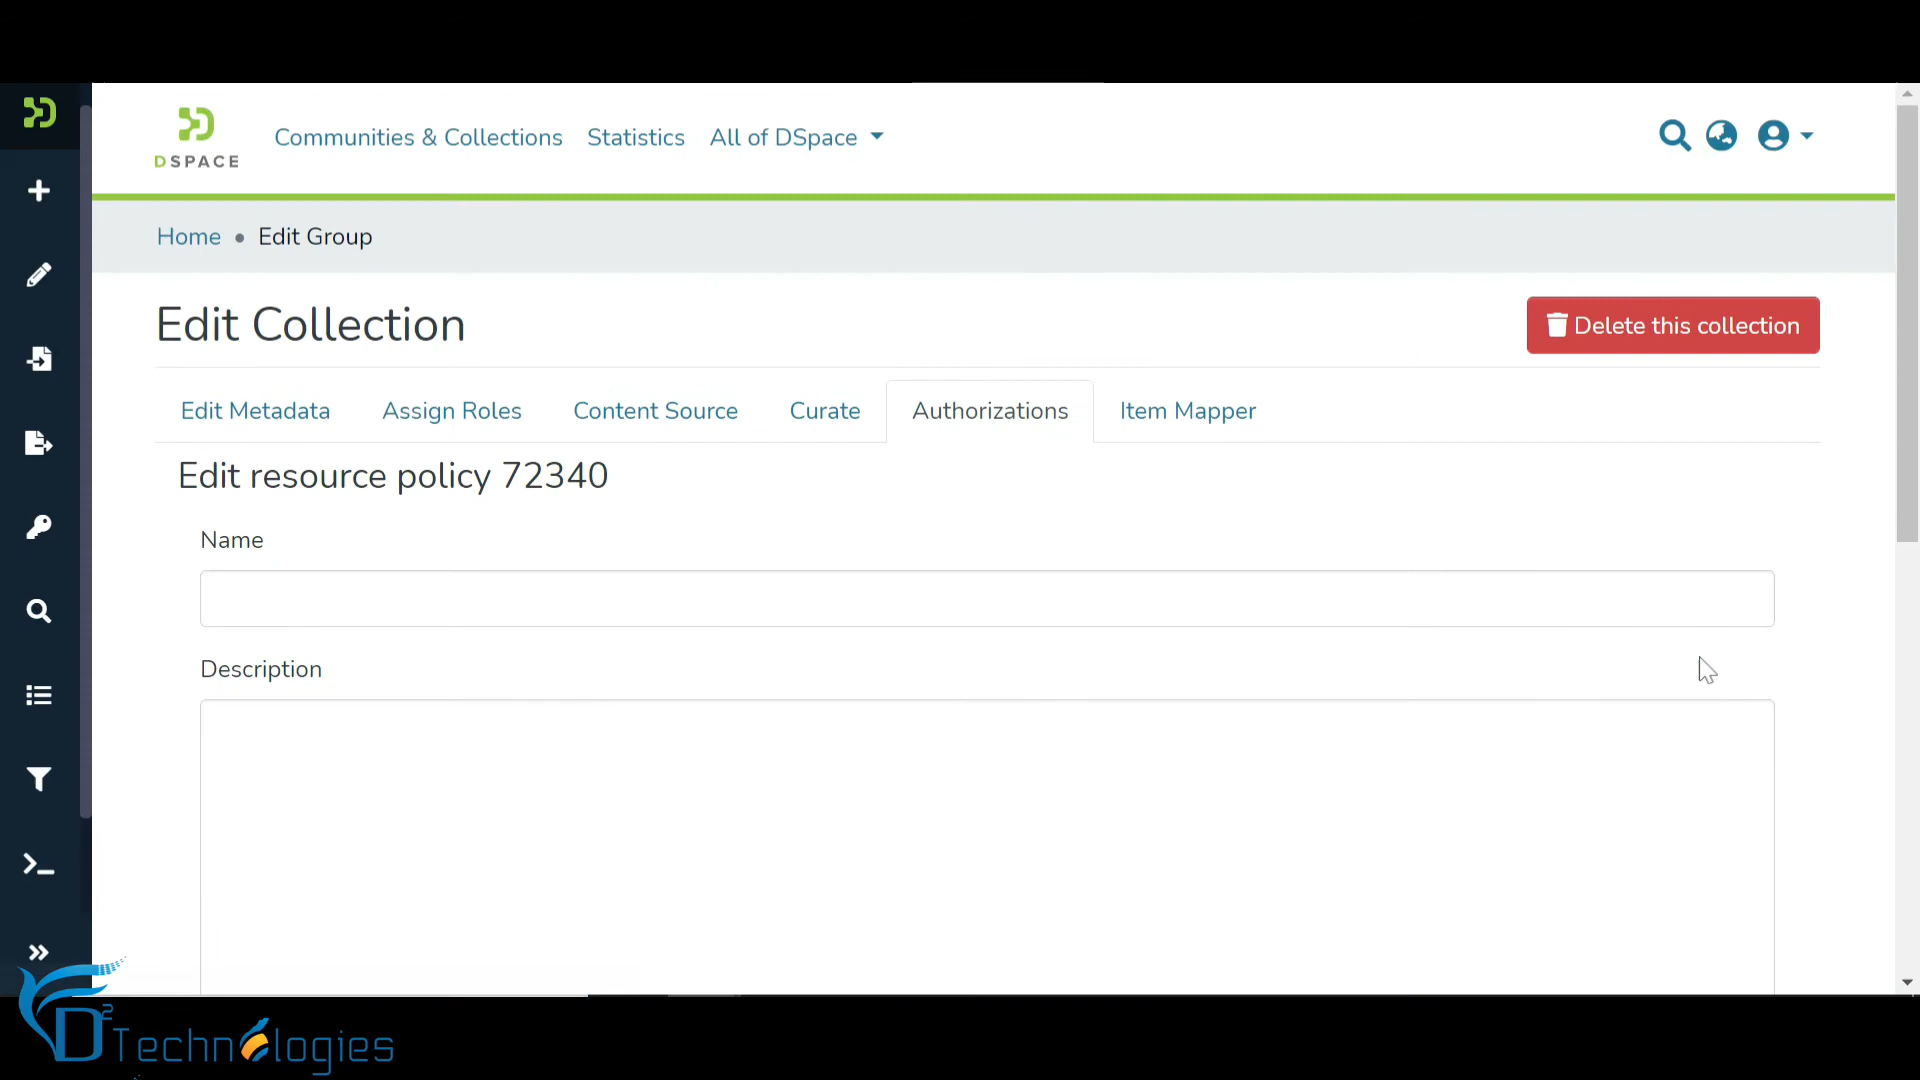 DSPACE
Communities & Collections Statistics All of DSpace
Home • Edit Group
Edit Collection
Delete this collection
Edit Metadata Assign Roles Content Source Curate Authorizations Item Mapper
Edit resource policy 72340
Name
Description
D² Technologies